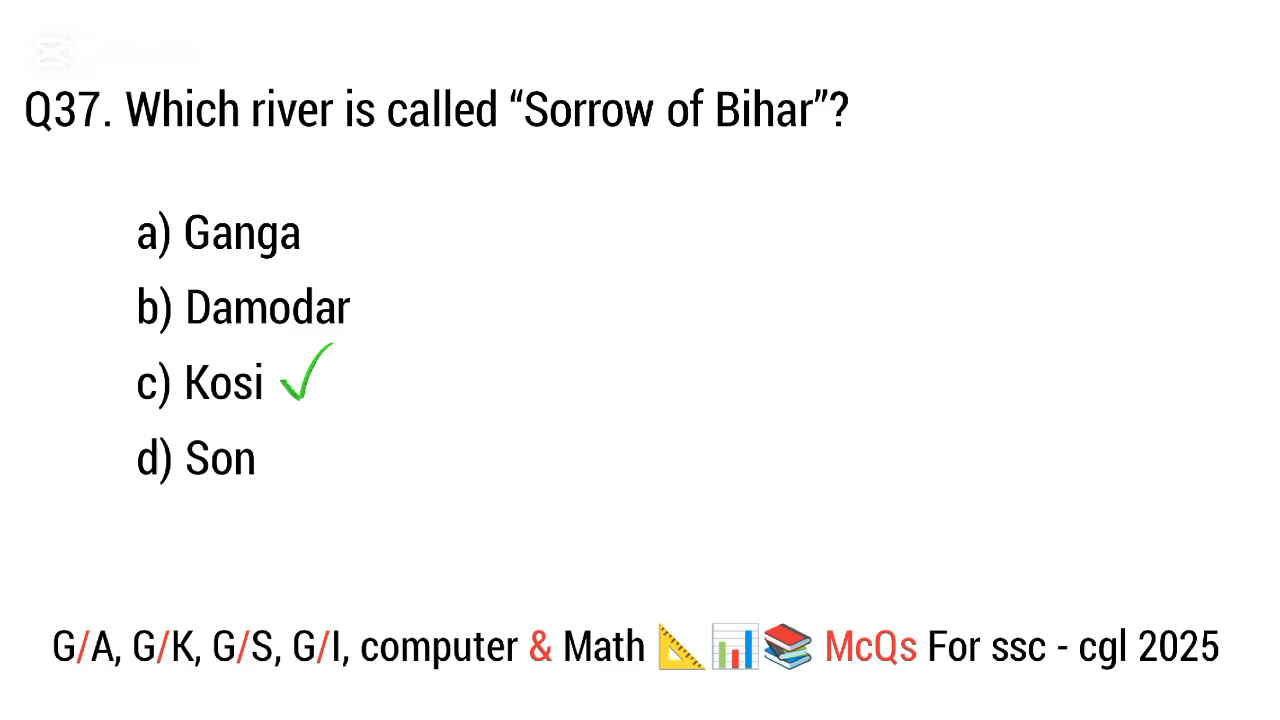 Q37. Which river is called “Sorrow of Bihar”?
a) Ganga
b) Damodar
c) Kosi
d) Son
G/A, G/K, G/S, G/I, computer & Math McQs For ssc - cgl 2025